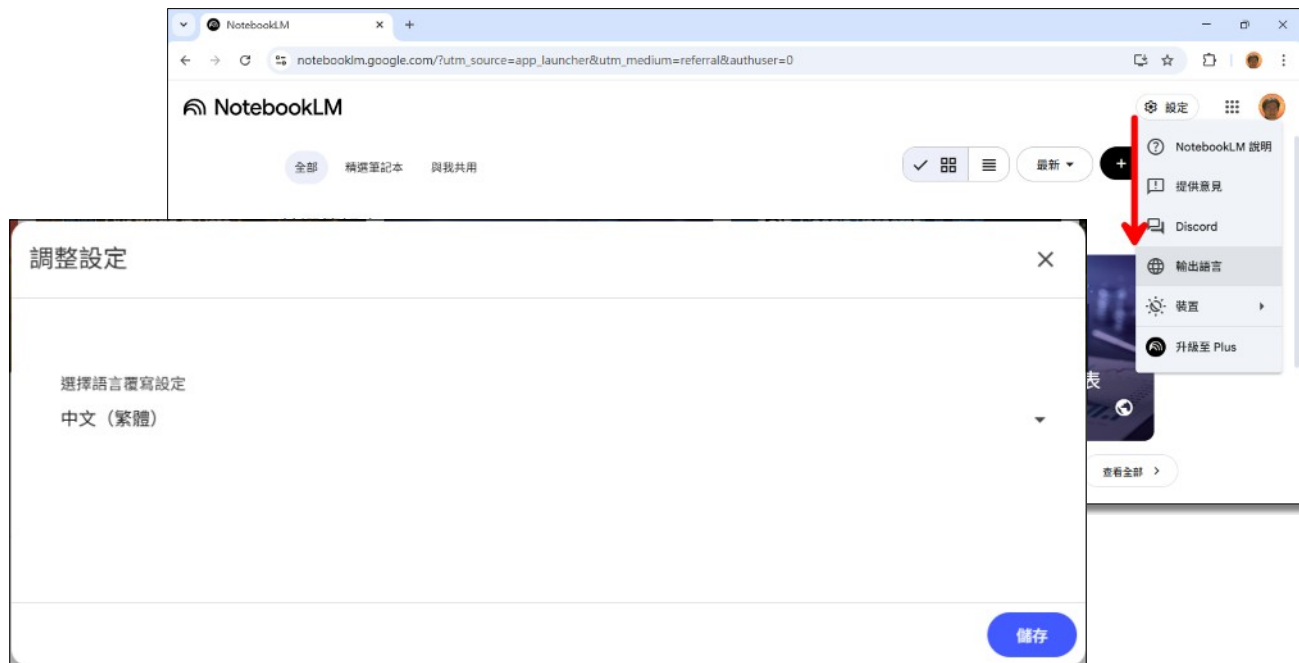 NotebookLM
notebooklm.google.com/?utm_source=app_launcher&utm_medium=referral&authuser=0
NotebookLM
設定
全部 精選筆記本 與我共用
最新
NotebookLM 說明
提供意見
Discord
輸出語言
裝置
升級至 Plus
表
查看全部
調整設定
選擇語言覆寫設定
中文（繁體）
儲存